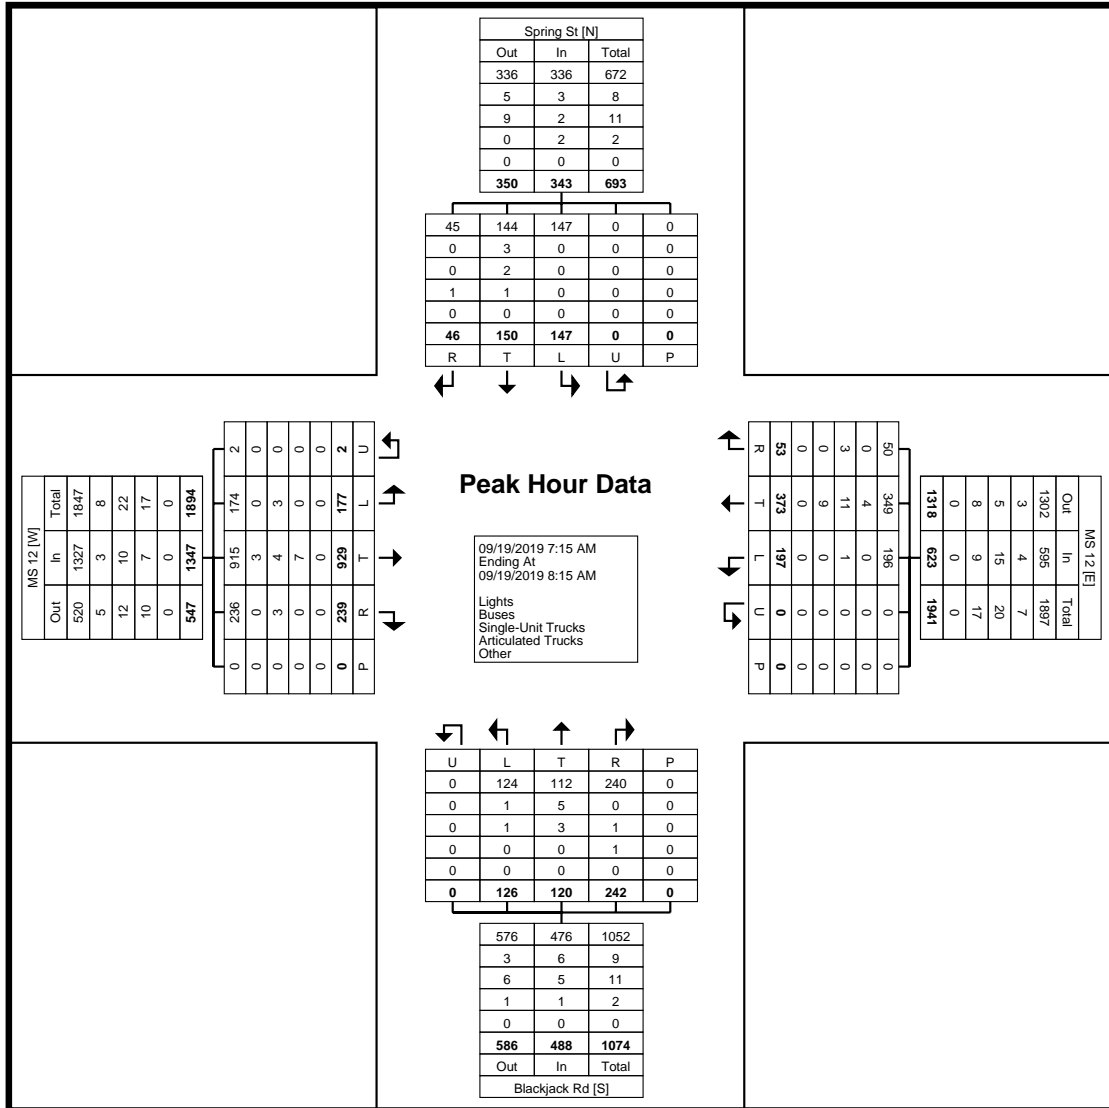 Spring St [N]
Out In Total
336 336 672
5 3 8
9 2 11
0 2 2
0 0 0
350 343 693
45 144 147 0 0
0 3 0 0 0
0 2 0 0 0
1 1 0 0 0
0 0 0 0 0
46 150 147 0 0
R T L U P
MS 12 [W]
Total In Out
1847 1327 520
8 3 5
22 10 12
17 7 10
0 0 0
1894 1347 547
2 174 915 236 0
0 0 3 0 0
0 3 4 3 0
0 0 7 0 0
0 0 0 0 0
2 177 929 239 0
U L T R P
Peak Hour Data
09/19/2019 7:15 AM
Ending At
09/19/2019 8:15 AM
Lights
Buses
Single-Unit Trucks
Articulated Trucks
Other
R T L U P
53 373 197 0 0
0 0 0 0 0
0 9 0 0 0
3 11 1 0 0
0 4 0 0 0
50 349 196 0 0
1318 623 1941
0 0 0
8 9 17
5 15 20
3 4 7
1302 595 1897
Out In Total
MS 12 [E]
U L T R P
0 124 112 240 0
0 1 5 0 0
0 1 3 1 0
0 0 0 1 0
0 0 0 0 0
0 126 120 242 0
576 476 1052
3 6 9
6 5 11
1 1 2
0 0 0
586 488 1074
Out In Total
Blackjack Rd [S]